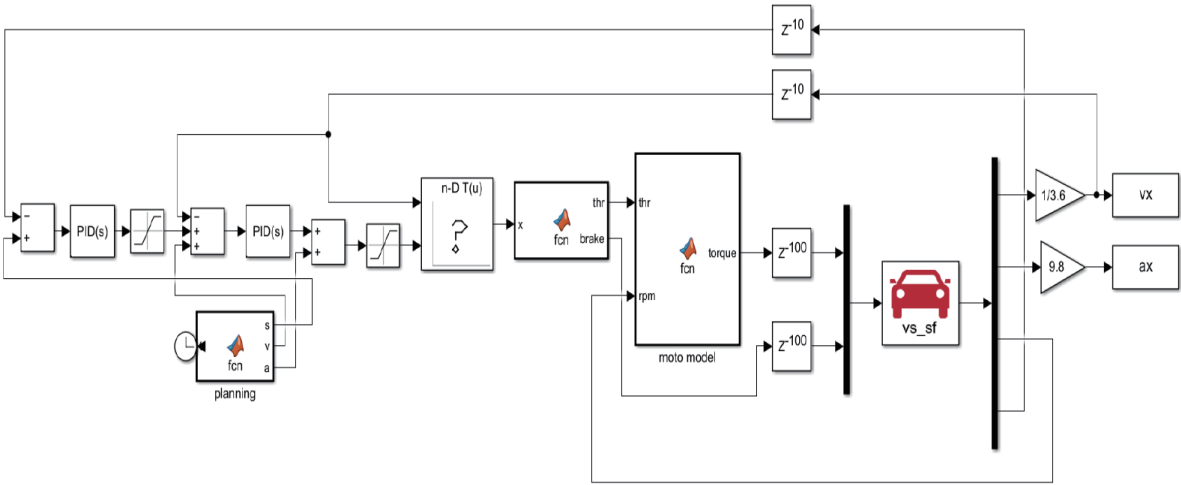 z-10
z-10
n-D T(u)
?
thr
brake
x
fcn
thr
rpm
torque
fcn
moto model
−
+
PID(s)
−
+
+
PID(s)
+
+
z-100
z-100
vs_sf
1/3.6
vx
9.8
ax
s
v
a
fcn
planning